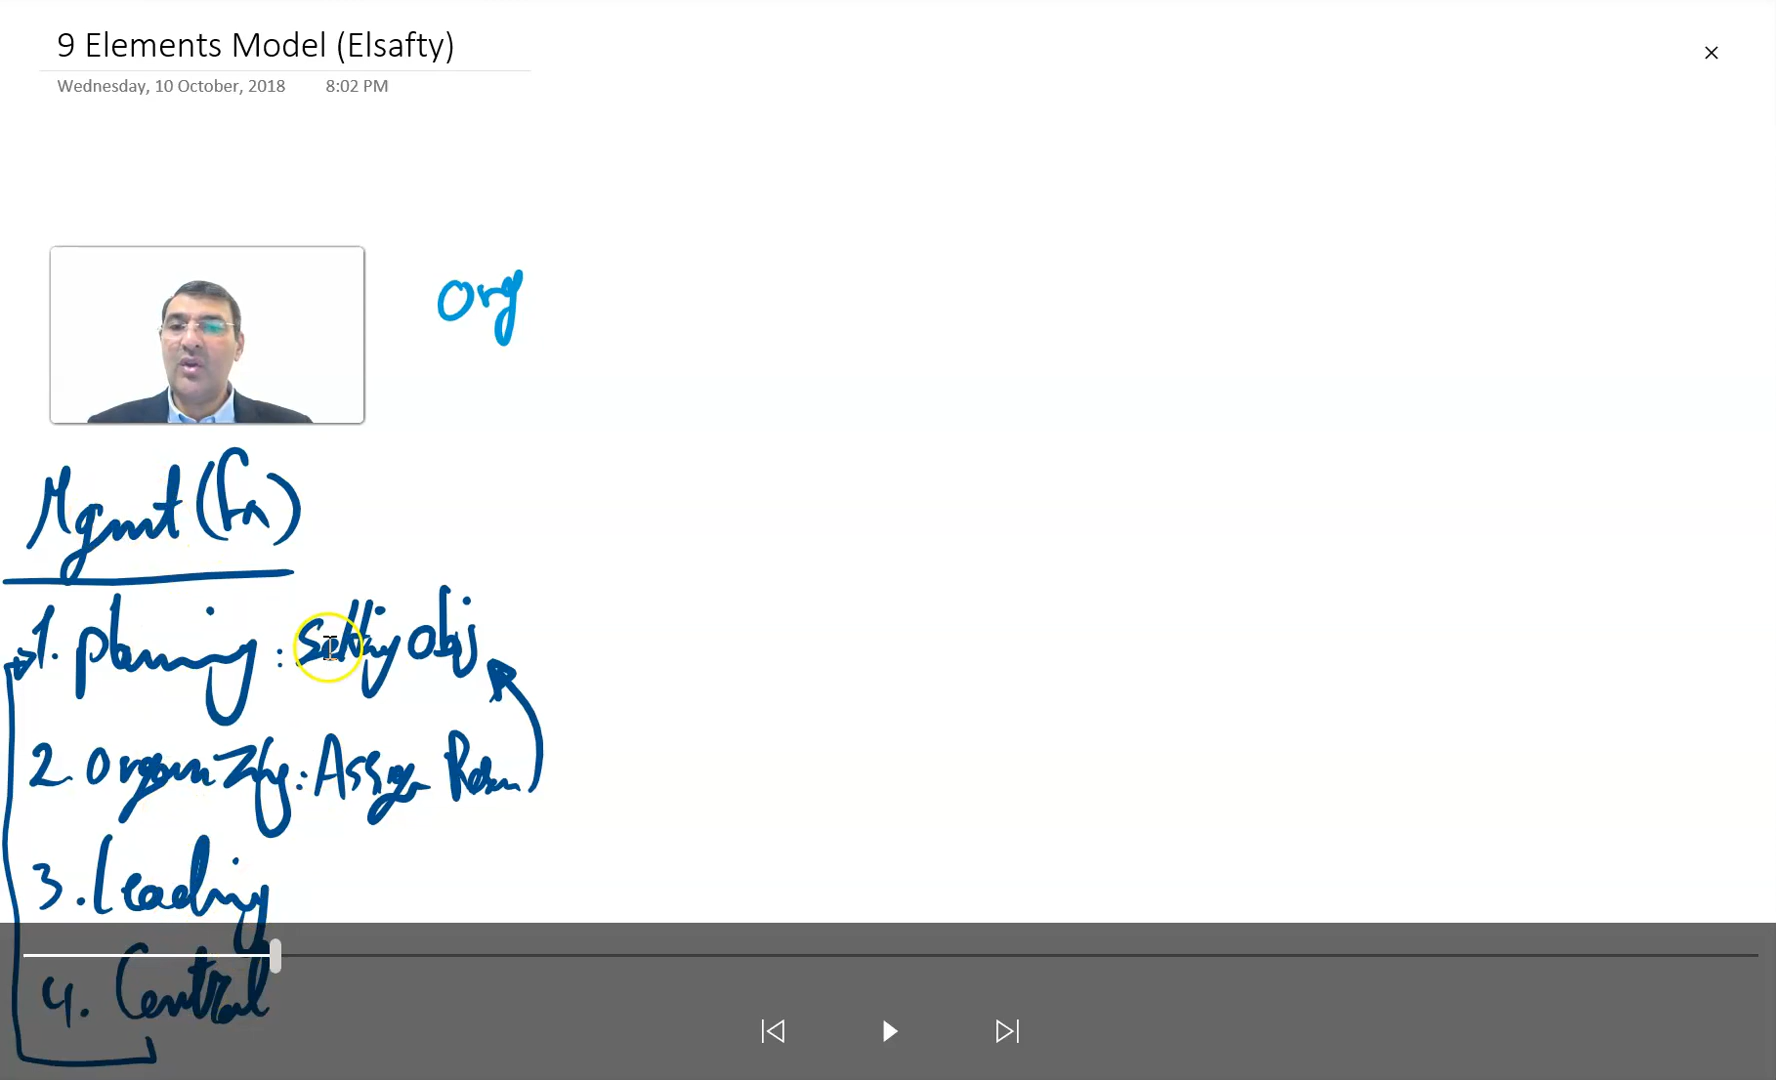 9 Elements Model (Elsafty)
Wednesday, 10 October, 2018 8:02 PM
org
Mgmt (fn)
1. planning : Setting obj
2. Organizing : Assign
3. Leading
4. Control